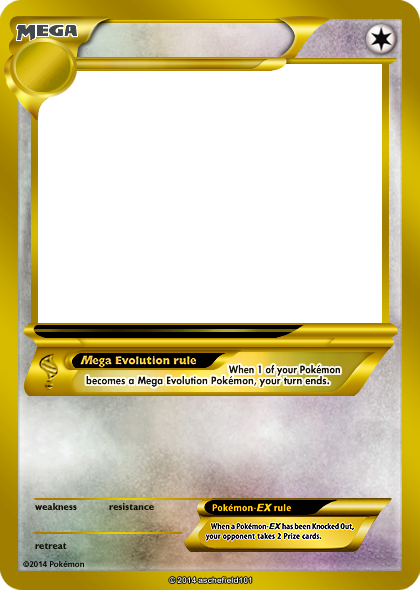 MEGA
Mega Evolution rule
When 1 of your Pokémon
becomes a Mega Evolution Pokémon, your turn ends.
weakness resistance
Pokémon-EX rule
When a Pokémon-EX has been Knocked Out,
your opponent takes 2 Prize cards.
retreat
©2014 Pokémon
© 2014 aschefield101